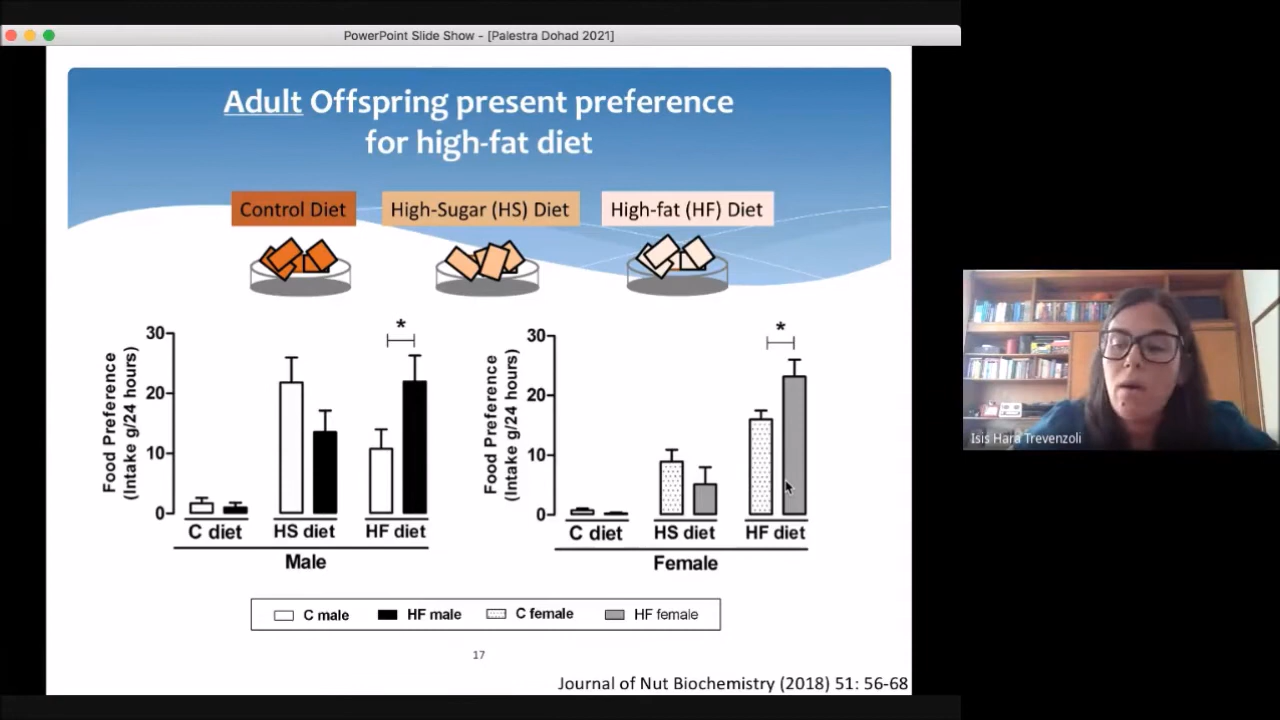 PowerPoint Slide Show - [Palestra Dohad 2021]
Adult Offspring present preference
for high-fat diet
Control Diet
High-Sugar (HS) Diet
High-fat (HF) Diet
Food Preference
(Intake g/24 hours)
30
20
10
0
*
C diet
HS diet
HF diet
Male
Food Preference
(Intake g/24 hours)
30
20
10
0
*
C diet
HS diet
HF diet
Female
C male
HF male
C female
HF female
17
Journal of Nut Biochemistry (2018) 51: 56-68
Isis Hara Trevenzoli